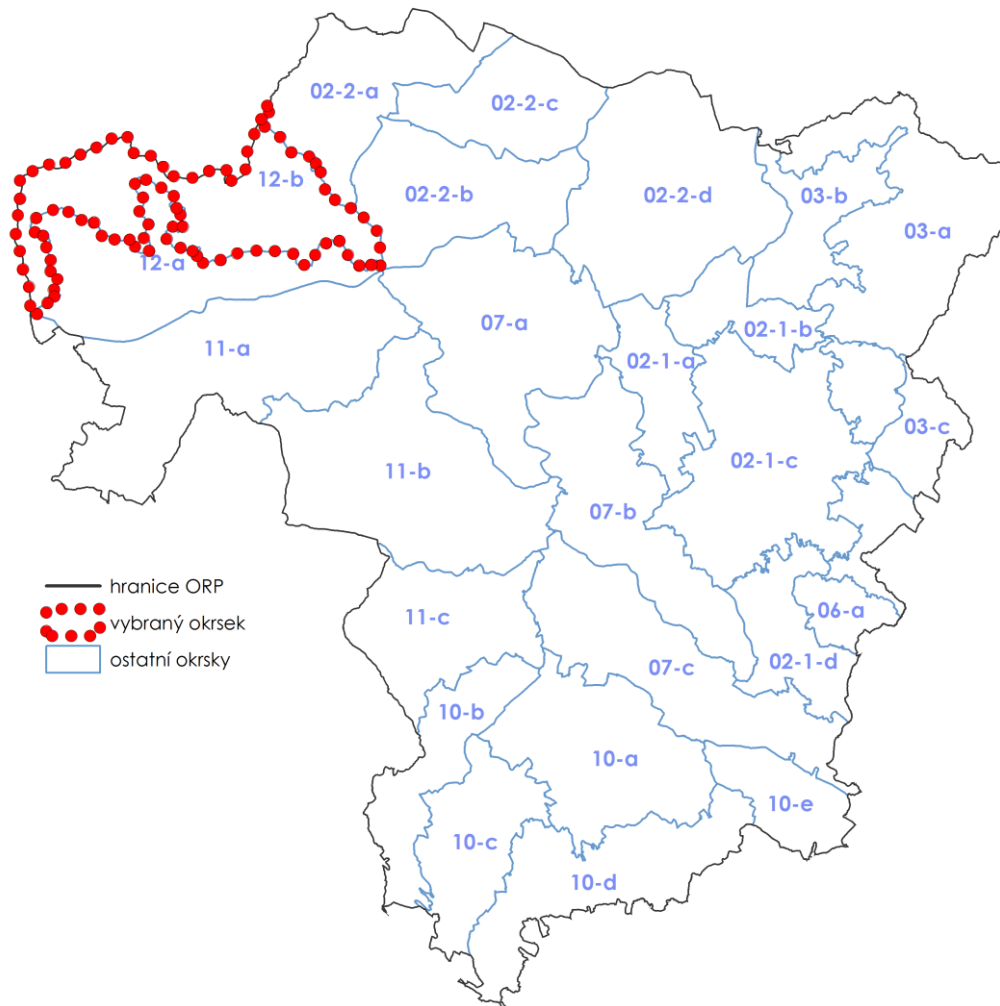 02-2-a
02-2-c
12-b
02-2-b
02-2-d
03-b
03-a
12-a
07-a
02-1-b
11-a
02-1-a
03-c
11-b
02-1-c
07-b
hranice ORP
vybraný okrsek
ostatní okrsky
11-c
06-a
07-c
02-1-d
10-b
10-a
10-e
10-c
10-d